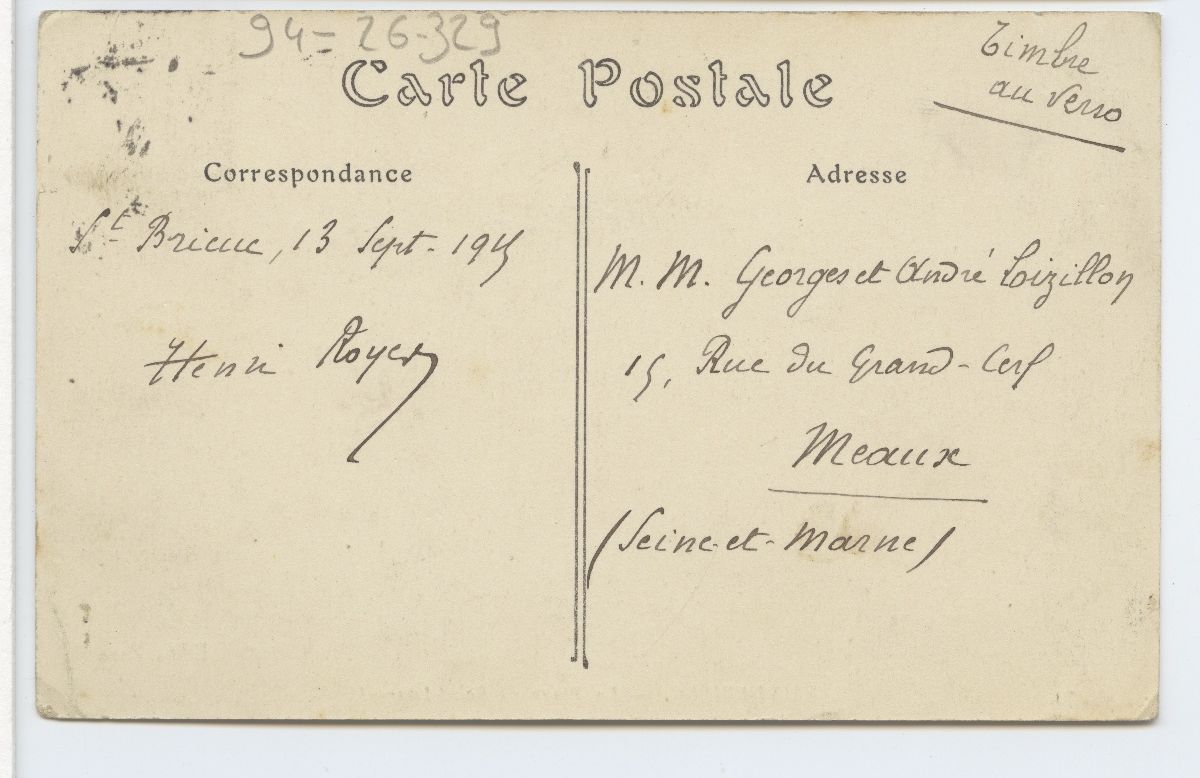 94-26-329
Carte Postale
Timbre
au verso
Correspondance
St Brieuc, 13 Sept. 1915
Henri Royer
Adresse
M. M. Georges et André Loizillon
15, Rue du Grand-Cerf
Meaux
(Seine-et-Marne)